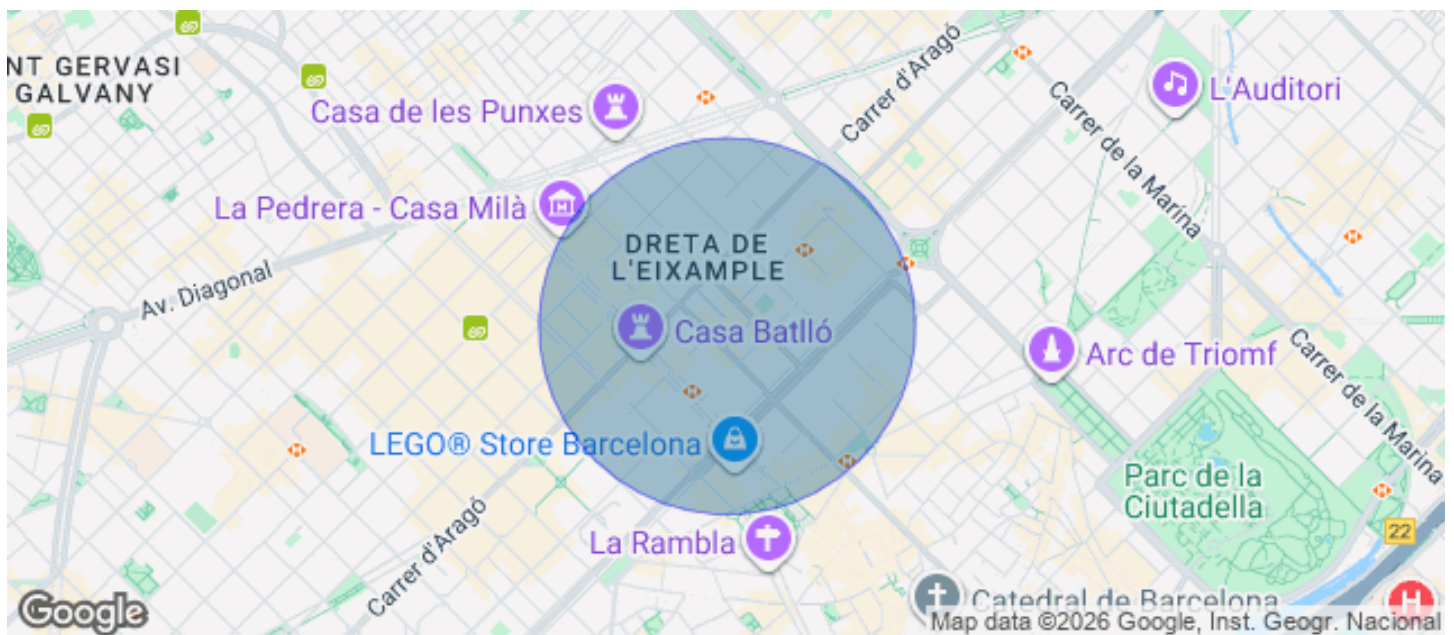 NT GERVASI
GALVANY
Casa de les Punxes
Carrer d'Aragó
L'Auditori
Carrer de la Marina
La Pedrera - Casa Milà
DRETA DE
L'EIXAMPLE
Av. Diagonal
Casa Batlló
Arc de Triomf
Carrer de la Marina
LEGO® Store Barcelona
Parc de la
Ciutadella
Carrer d'Aragó
La Rambla
22
Catedral de Barcelona
H
Google
Map data ©2026 Google, Inst. Geogr. Nacional